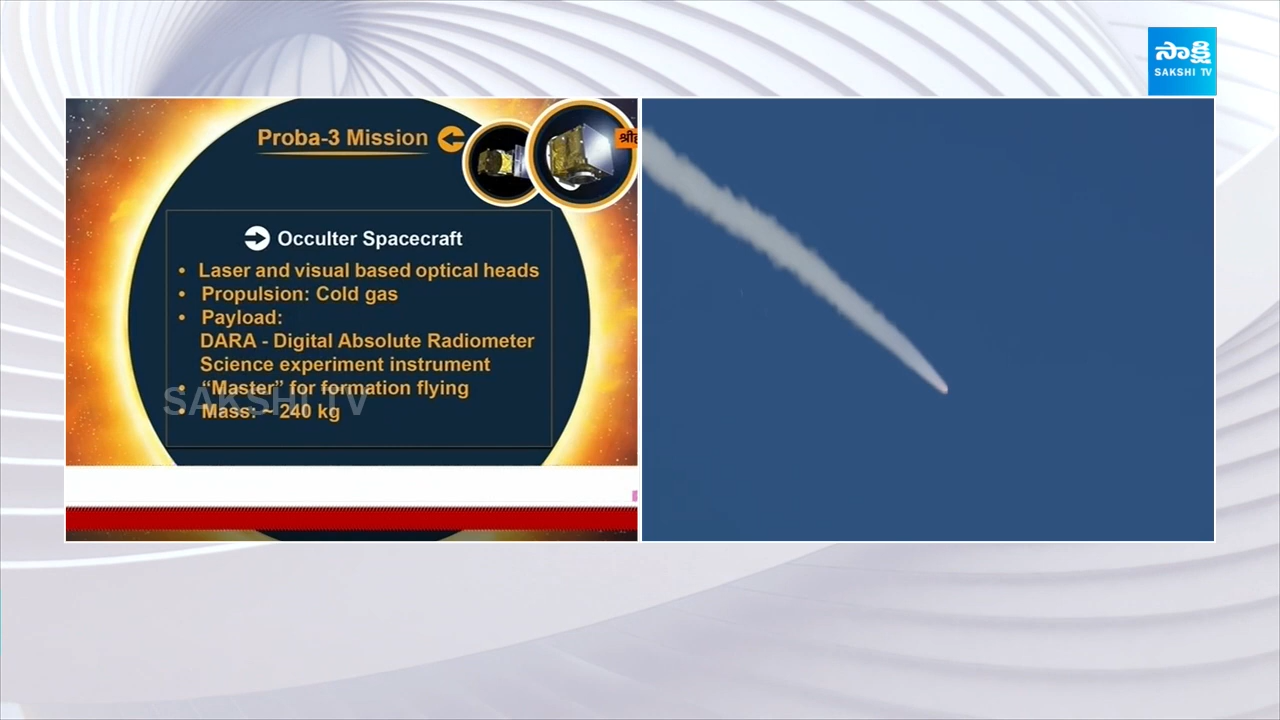 సాక్షి
SAKSHI TV
Proba-3 Mission
Occulter Spacecraft
• Laser and visual based optical heads
• Propulsion: Cold gas
• Payload:
DARA - Digital Absolute Radiometer
Science experiment instrument
• “Master” for formation flying
• Mass: ~ 240 kg
SAKSHI TV